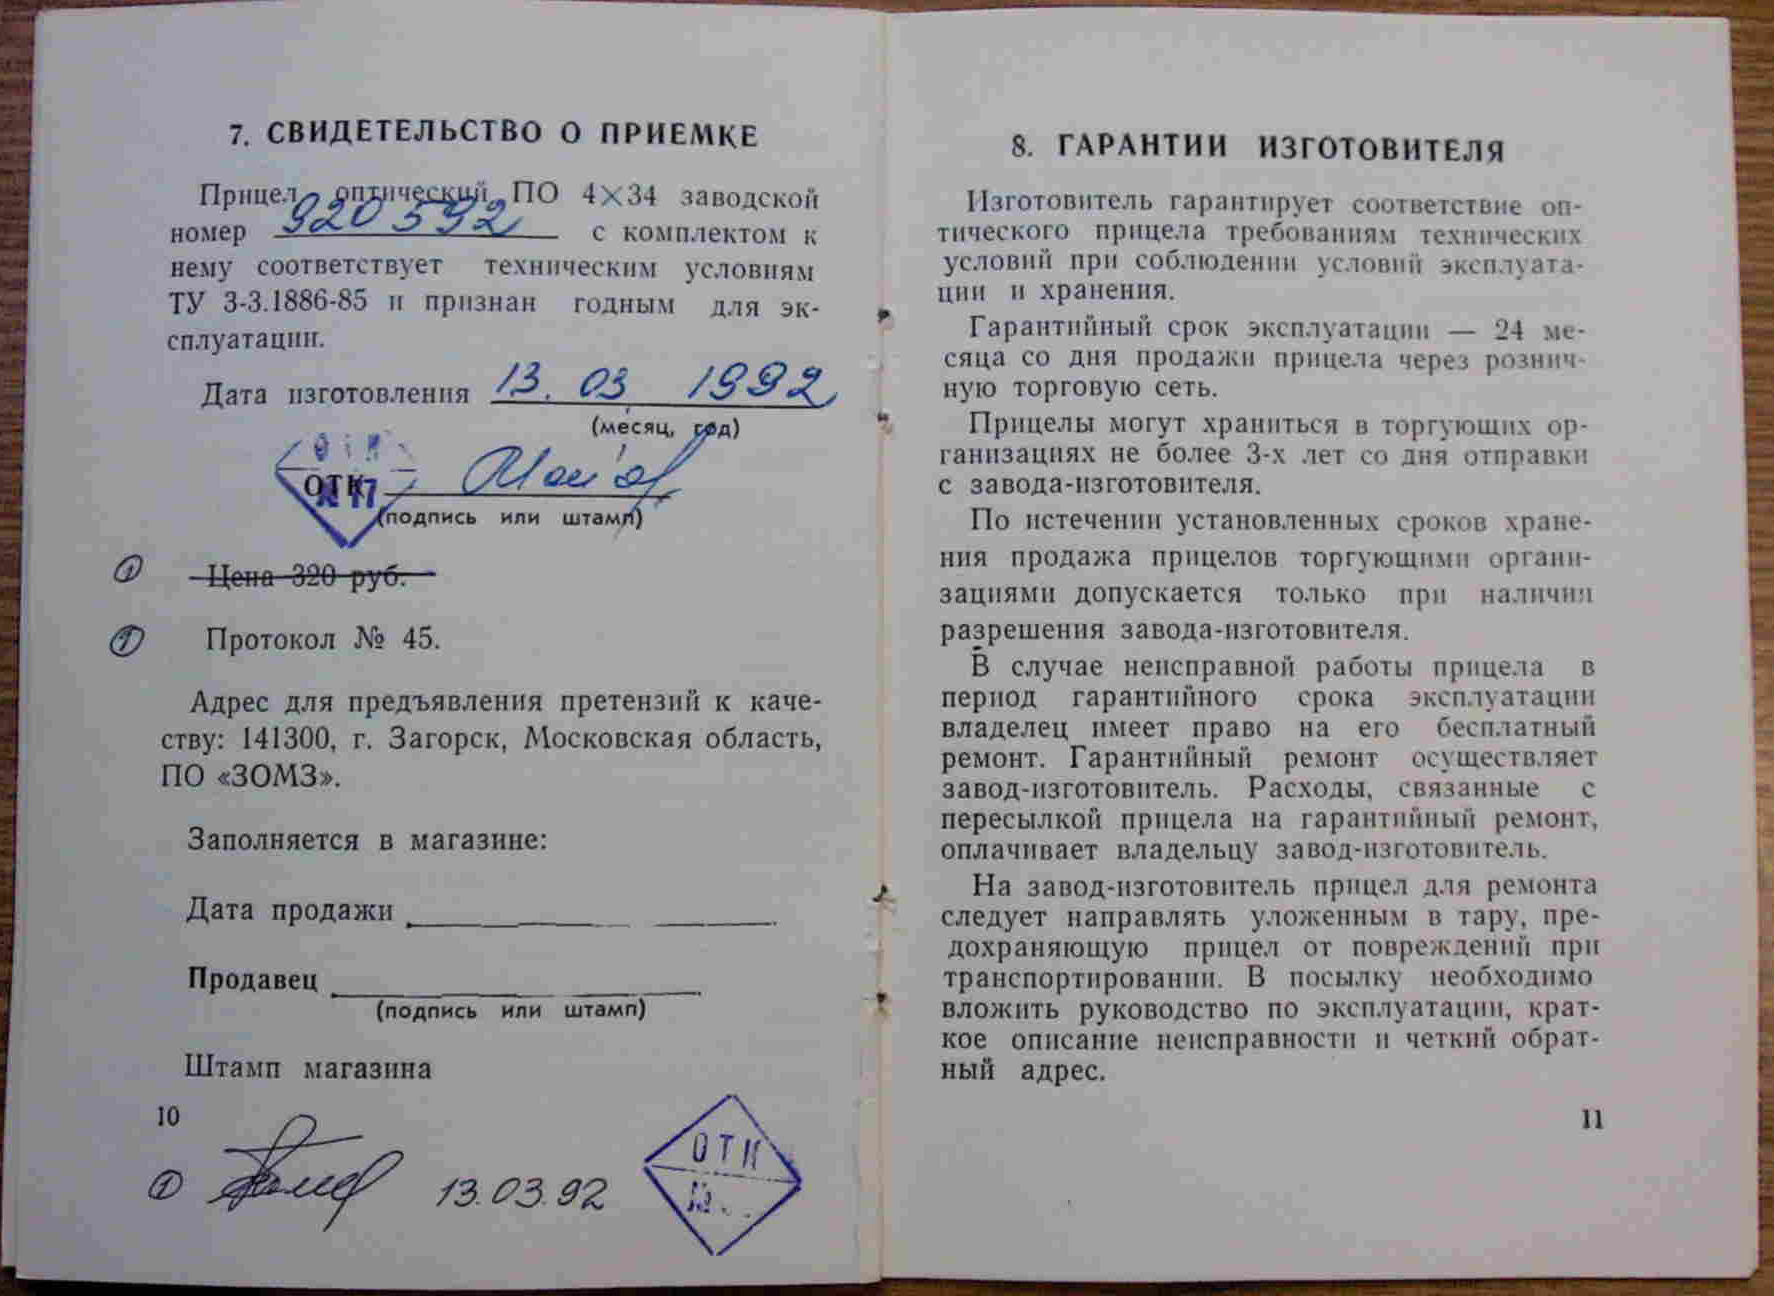 7. СВИДЕТЕЛЬСТВО О ПРИЕМКЕ
Прицел оптический ПО 4×34 заводской
номер 920592 с комплектом к
нему соответствует техническим условиям
ТУ 3-3.1886-85 и признан годным для эк-
сплуатации.
Дата изготовления 13. 03 1992
(месяц, год)
ОТК
(подпись или штамп)
① Цена 320 руб.
① Протокол № 45.
Адрес для предъявления претензий к каче-
ству: 141300, г. Загорск, Московская область,
ПО «ЗОМЗ».
Заполняется в магазине:
Дата продажи
Продавец
(подпись или штамп)
Штамп магазина
10
① 13.03.92
ОТК
№
8. ГАРАНТИИ ИЗГОТОВИТЕЛЯ
Изготовитель гарантирует соответствие оп-
тического прицела требованиям технических
условий при соблюдении условий эксплуата-
ции и хранения.
Гарантийный срок эксплуатации — 24 ме-
сяца со дня продажи прицела через рознич-
ную торговую сеть.
Прицелы могут храниться в торгующих ор-
ганизациях не более 3-х лет со дня отправки
с завода-изготовителя.
По истечении установленных сроков хране-
ния продажа прицелов торгующими органи-
зациями допускается только при наличии
разрешения завода-изготовителя.
В случае неисправной работы прицела в
период гарантийного срока эксплуатации
владелец имеет право на его бесплатный
ремонт. Гарантийный ремонт осуществляет
завод-изготовитель. Расходы, связанные с
пересылкой прицела на гарантийный ремонт,
оплачивает владельцу завод-изготовитель.
На завод-изготовитель прицел для ремонта
следует направлять уложенным в тару, пре-
дохраняющую прицел от повреждений при
транспортировании. В посылку необходимо
вложить руководство по эксплуатации, крат-
кое описание неисправности и четкий обрат-
ный адрес.
11